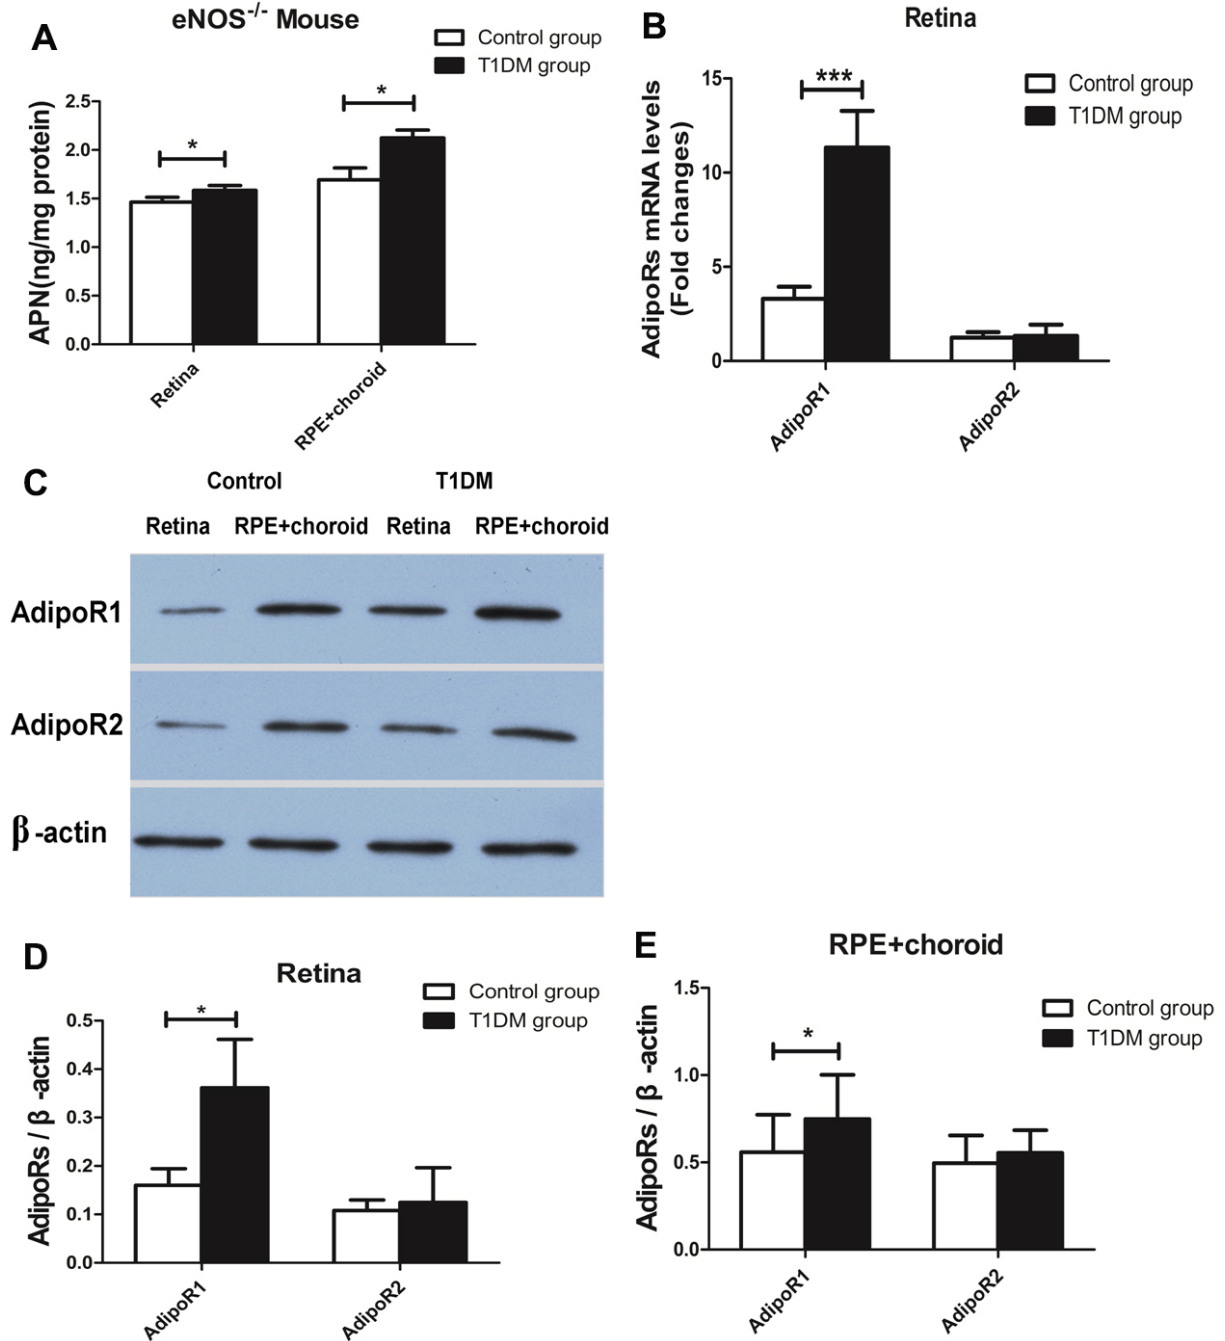 A
eNOS-/- Mouse
Control group
T1DM group
APN(ng/mg protein)
2.5
2.0
1.5
1.0
0.5
0.0
*
*
Retina
RPE+choroid
B
Retina
Control group
T1DM group
AdipoRs mRNA levels
(Fold changes)
15
10
5
0
***
AdipoR1
AdipoR2
C
Control T1DM
Retina RPE+choroid Retina RPE+choroid
AdipoR1
AdipoR2
β -actin
D
Retina
Control group
T1DM group
AdipoRs / β -actin
0.5
0.4
0.3
0.2
0.1
0.0
*
AdipoR1
AdipoR2
E
RPE+choroid
Control group
T1DM group
AdipoRs / β -actin
1.5
1.0
0.5
0.0
*
AdipoR1
AdipoR2